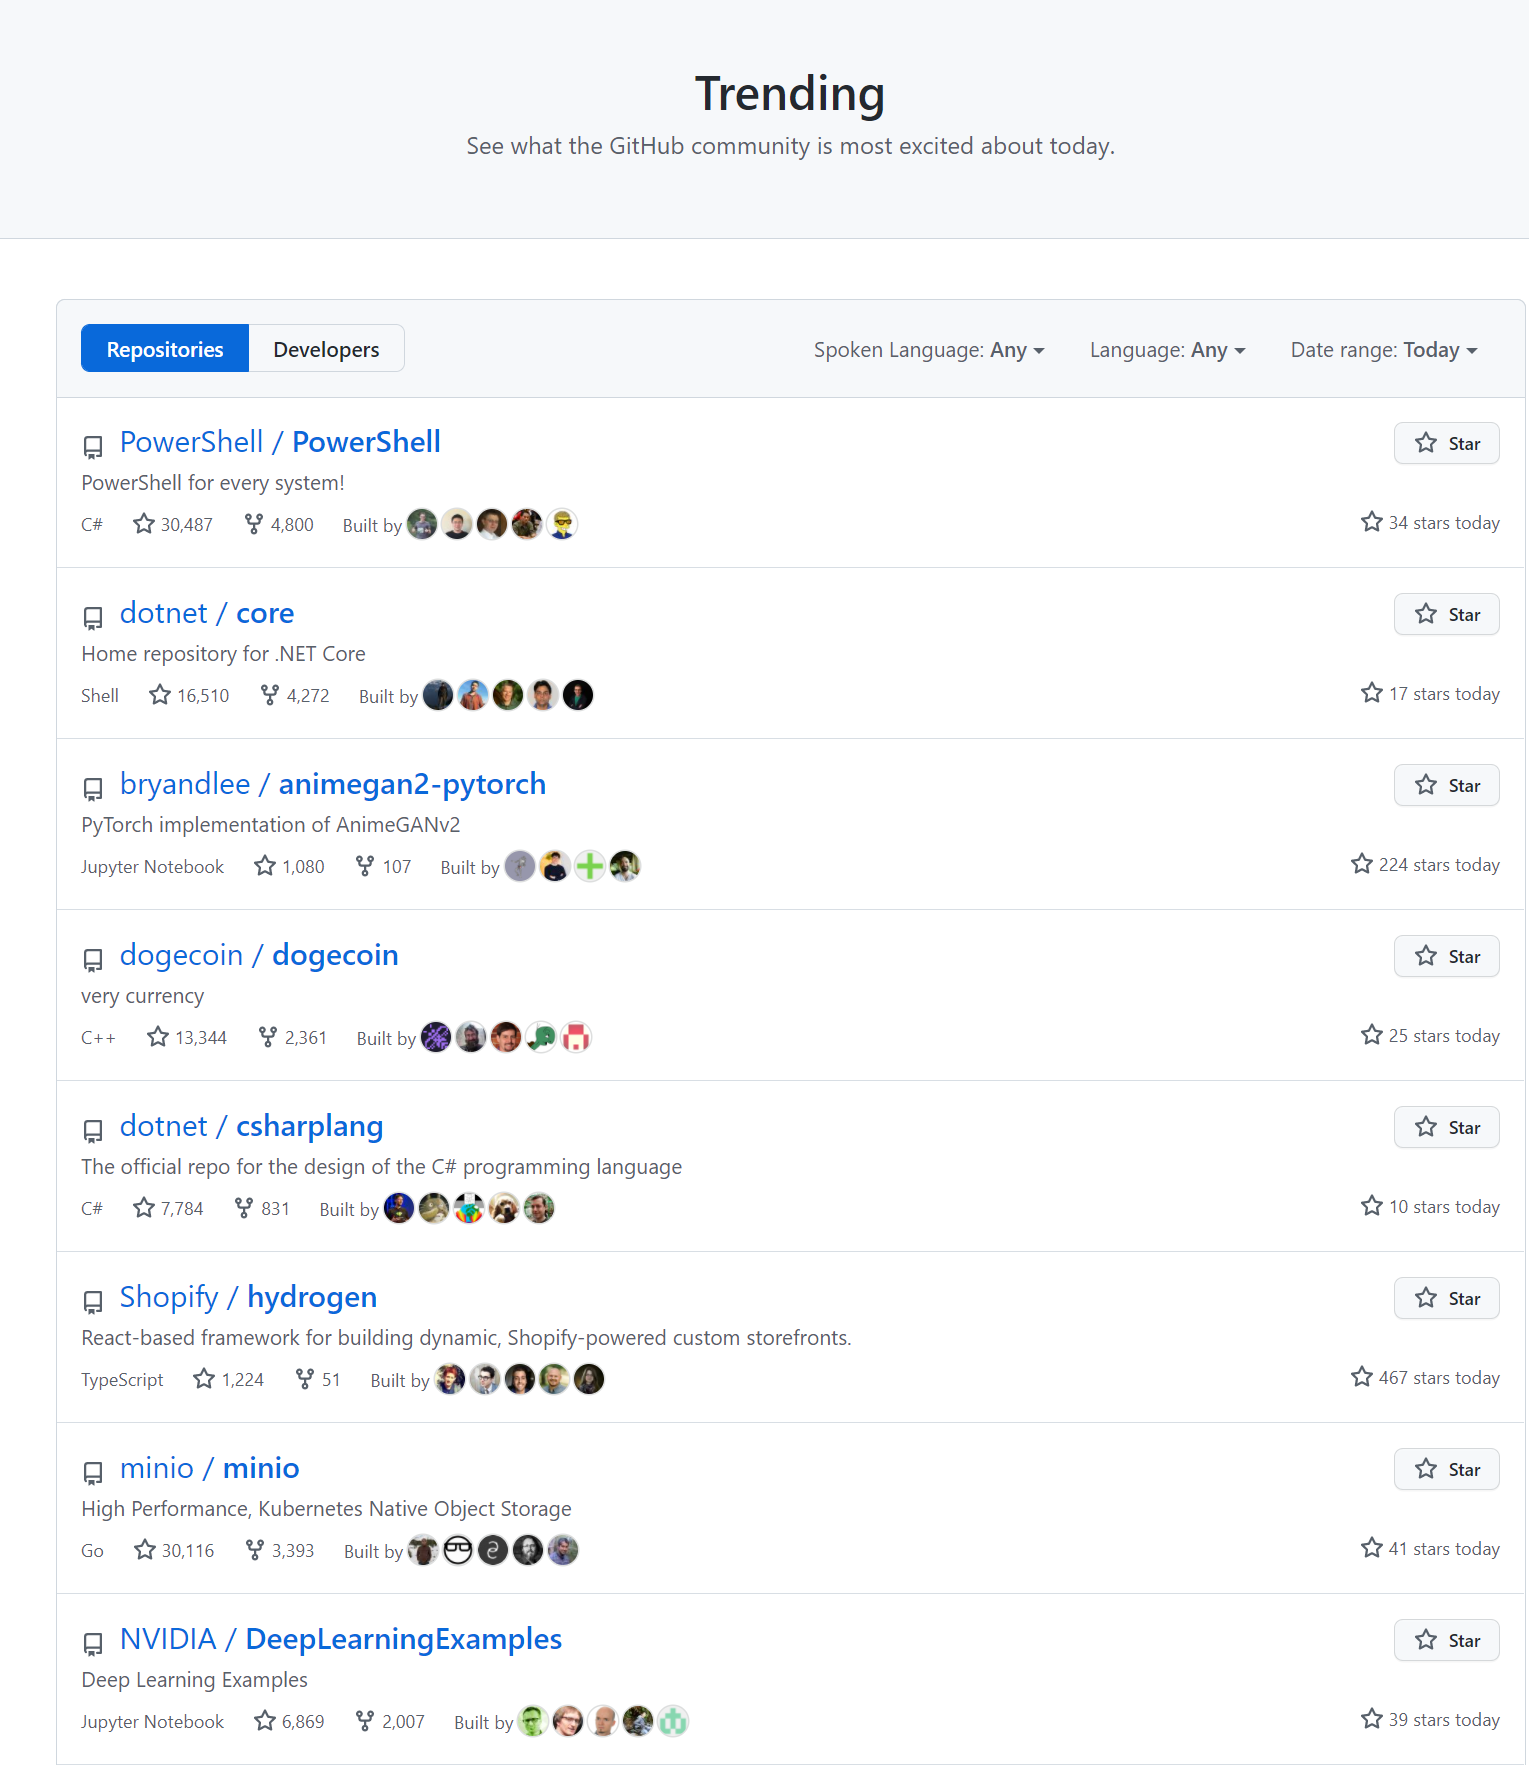 Trending
See what the GitHub community is most excited about today.
Repositories Developers Spoken Language: Any Language: Any Date range: Today
PowerShell / PowerShell Star
PowerShell for every system!
C# 30,487 4,800 Built by 34 stars today
dotnet / core Star
Home repository for .NET Core
Shell 16,510 4,272 Built by 17 stars today
bryandlee / animegan2-pytorch Star
PyTorch implementation of AnimeGANv2
Jupyter Notebook 1,080 107 Built by 224 stars today
dogecoin / dogecoin Star
very currency
C++ 13,344 2,361 Built by 25 stars today
dotnet / csharplang Star
The official repo for the design of the C# programming language
C# 7,784 831 Built by 10 stars today
Shopify / hydrogen Star
React-based framework for building dynamic, Shopify-powered custom storefronts.
TypeScript 1,224 51 Built by 467 stars today
minio / minio Star
High Performance, Kubernetes Native Object Storage
Go 30,116 3,393 Built by 41 stars today
NVIDIA / DeepLearningExamples Star
Deep Learning Examples
Jupyter Notebook 6,869 2,007 Built by 39 stars today